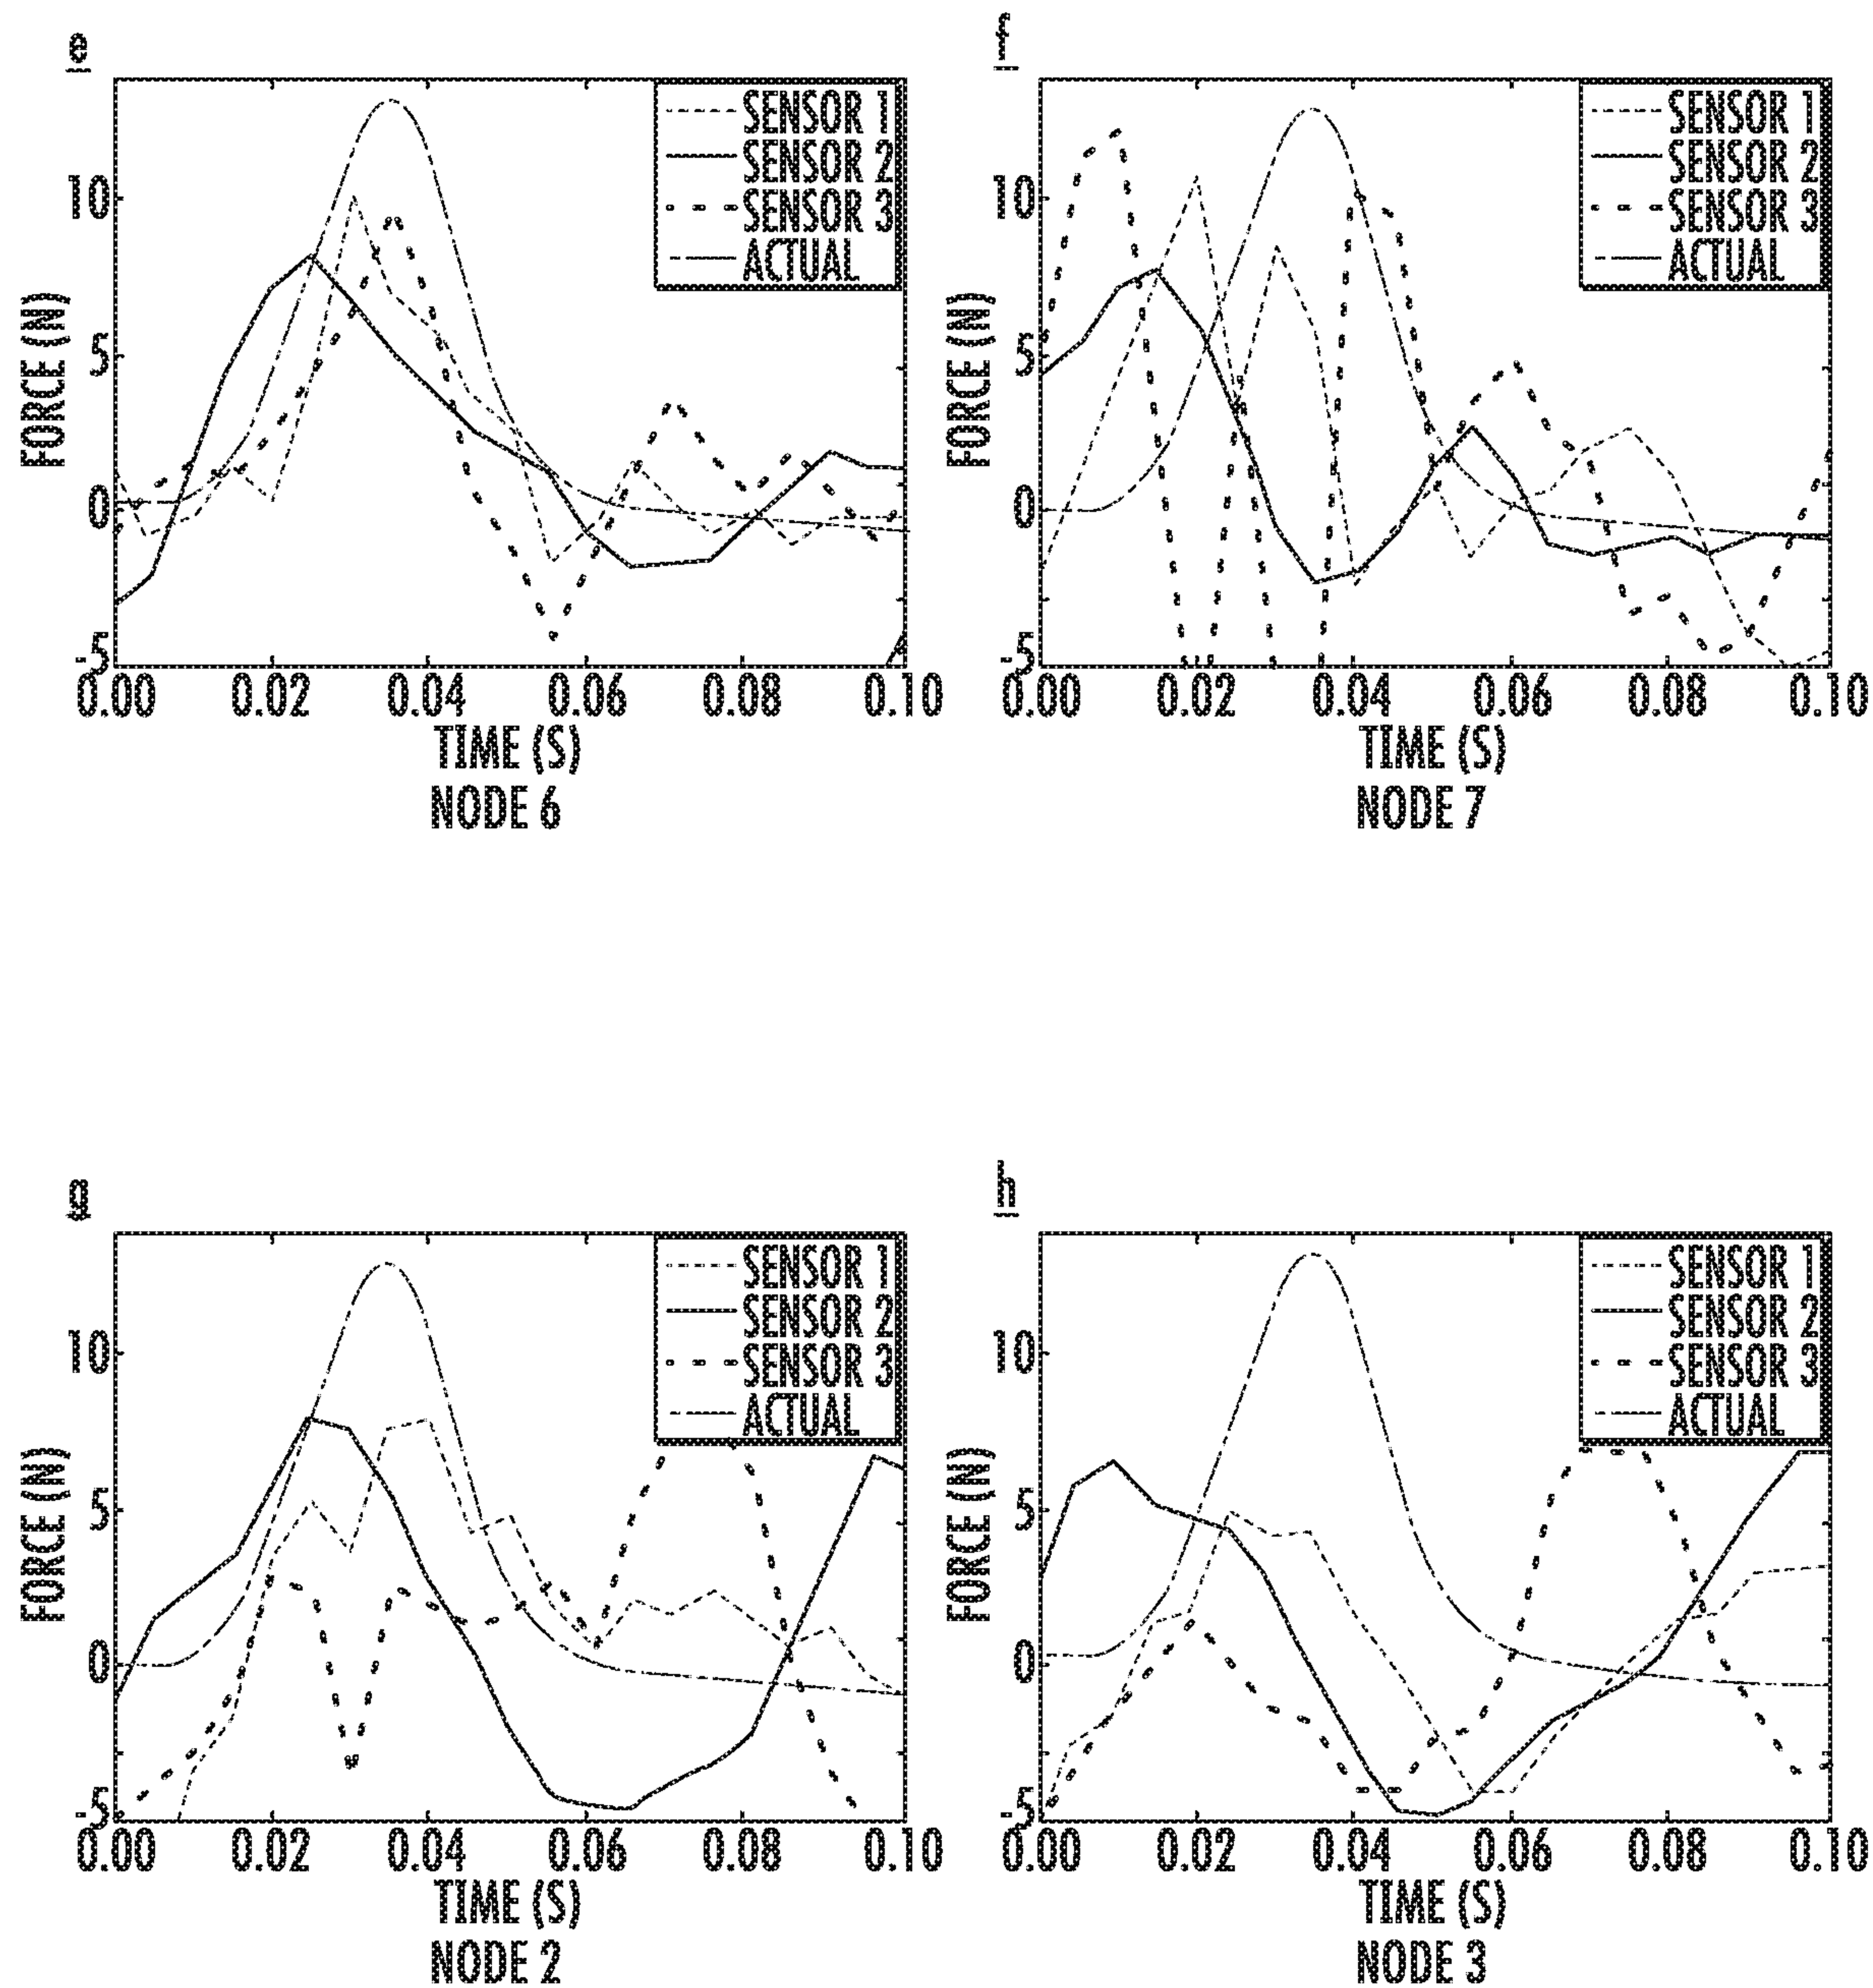 e
SENSOR 1
SENSOR 2
SENSOR 3
ACTUAL
10
5
0
-5
FORCE (N)
0.00 0.02 0.04 0.06 0.08 0.10
TIME (S)
NODE 6
f
SENSOR 1
SENSOR 2
SENSOR 3
ACTUAL
10
5
0
-5
FORCE (N)
0.00 0.02 0.04 0.06 0.08 0.10
TIME (S)
NODE 7
g
SENSOR 1
SENSOR 2
SENSOR 3
ACTUAL
10
5
0
-5
FORCE (N)
0.00 0.02 0.04 0.06 0.08 0.10
TIME (S)
NODE 2
h
SENSOR 1
SENSOR 2
SENSOR 3
ACTUAL
10
5
0
-5
FORCE (N)
0.00 0.02 0.04 0.06 0.08 0.10
TIME (S)
NODE 3